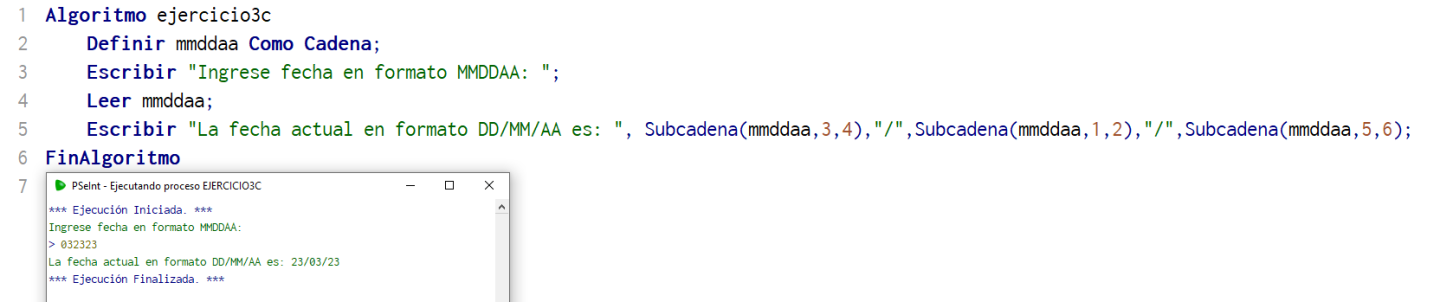 1 Algoritmo ejercicio3c
2 Definir mmddaa Como Cadena;
3 Escribir "Ingrese fecha en formato MMDDAA: ";
4 Leer mmddaa;
5 Escribir "La fecha actual en formato DD/MM/AA es: ", Subcadena(mmddaa,3,4),"/",Subcadena(mmddaa,1,2),"/",Subcadena(mmddaa,5,6);
6 FinAlgoritmo
7
PSeInt - Ejecutando proceso EJERCICIO3C
*** Ejecución Iniciada. ***
Ingrese fecha en formato MMDDAA:
> 032323
La fecha actual en formato DD/MM/AA es: 23/03/23
*** Ejecución Finalizada. ***